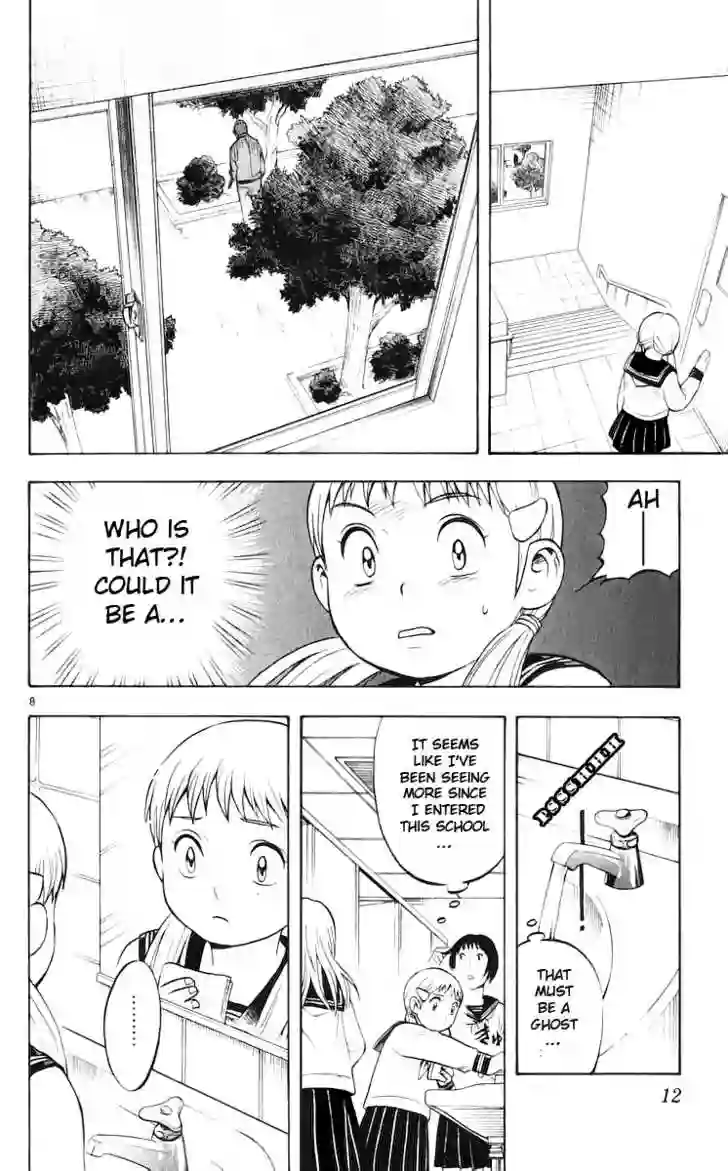 AH
WHO IS
THAT?!
COULD IT
BE A...
8
PSSSHHHHH
THAT
MUST
BE A
GHOST
...
IT SEEMS
LIKE I'VE
BEEN SEEING
MORE SINCE
I ENTERED
THIS SCHOOL
...
.........
12